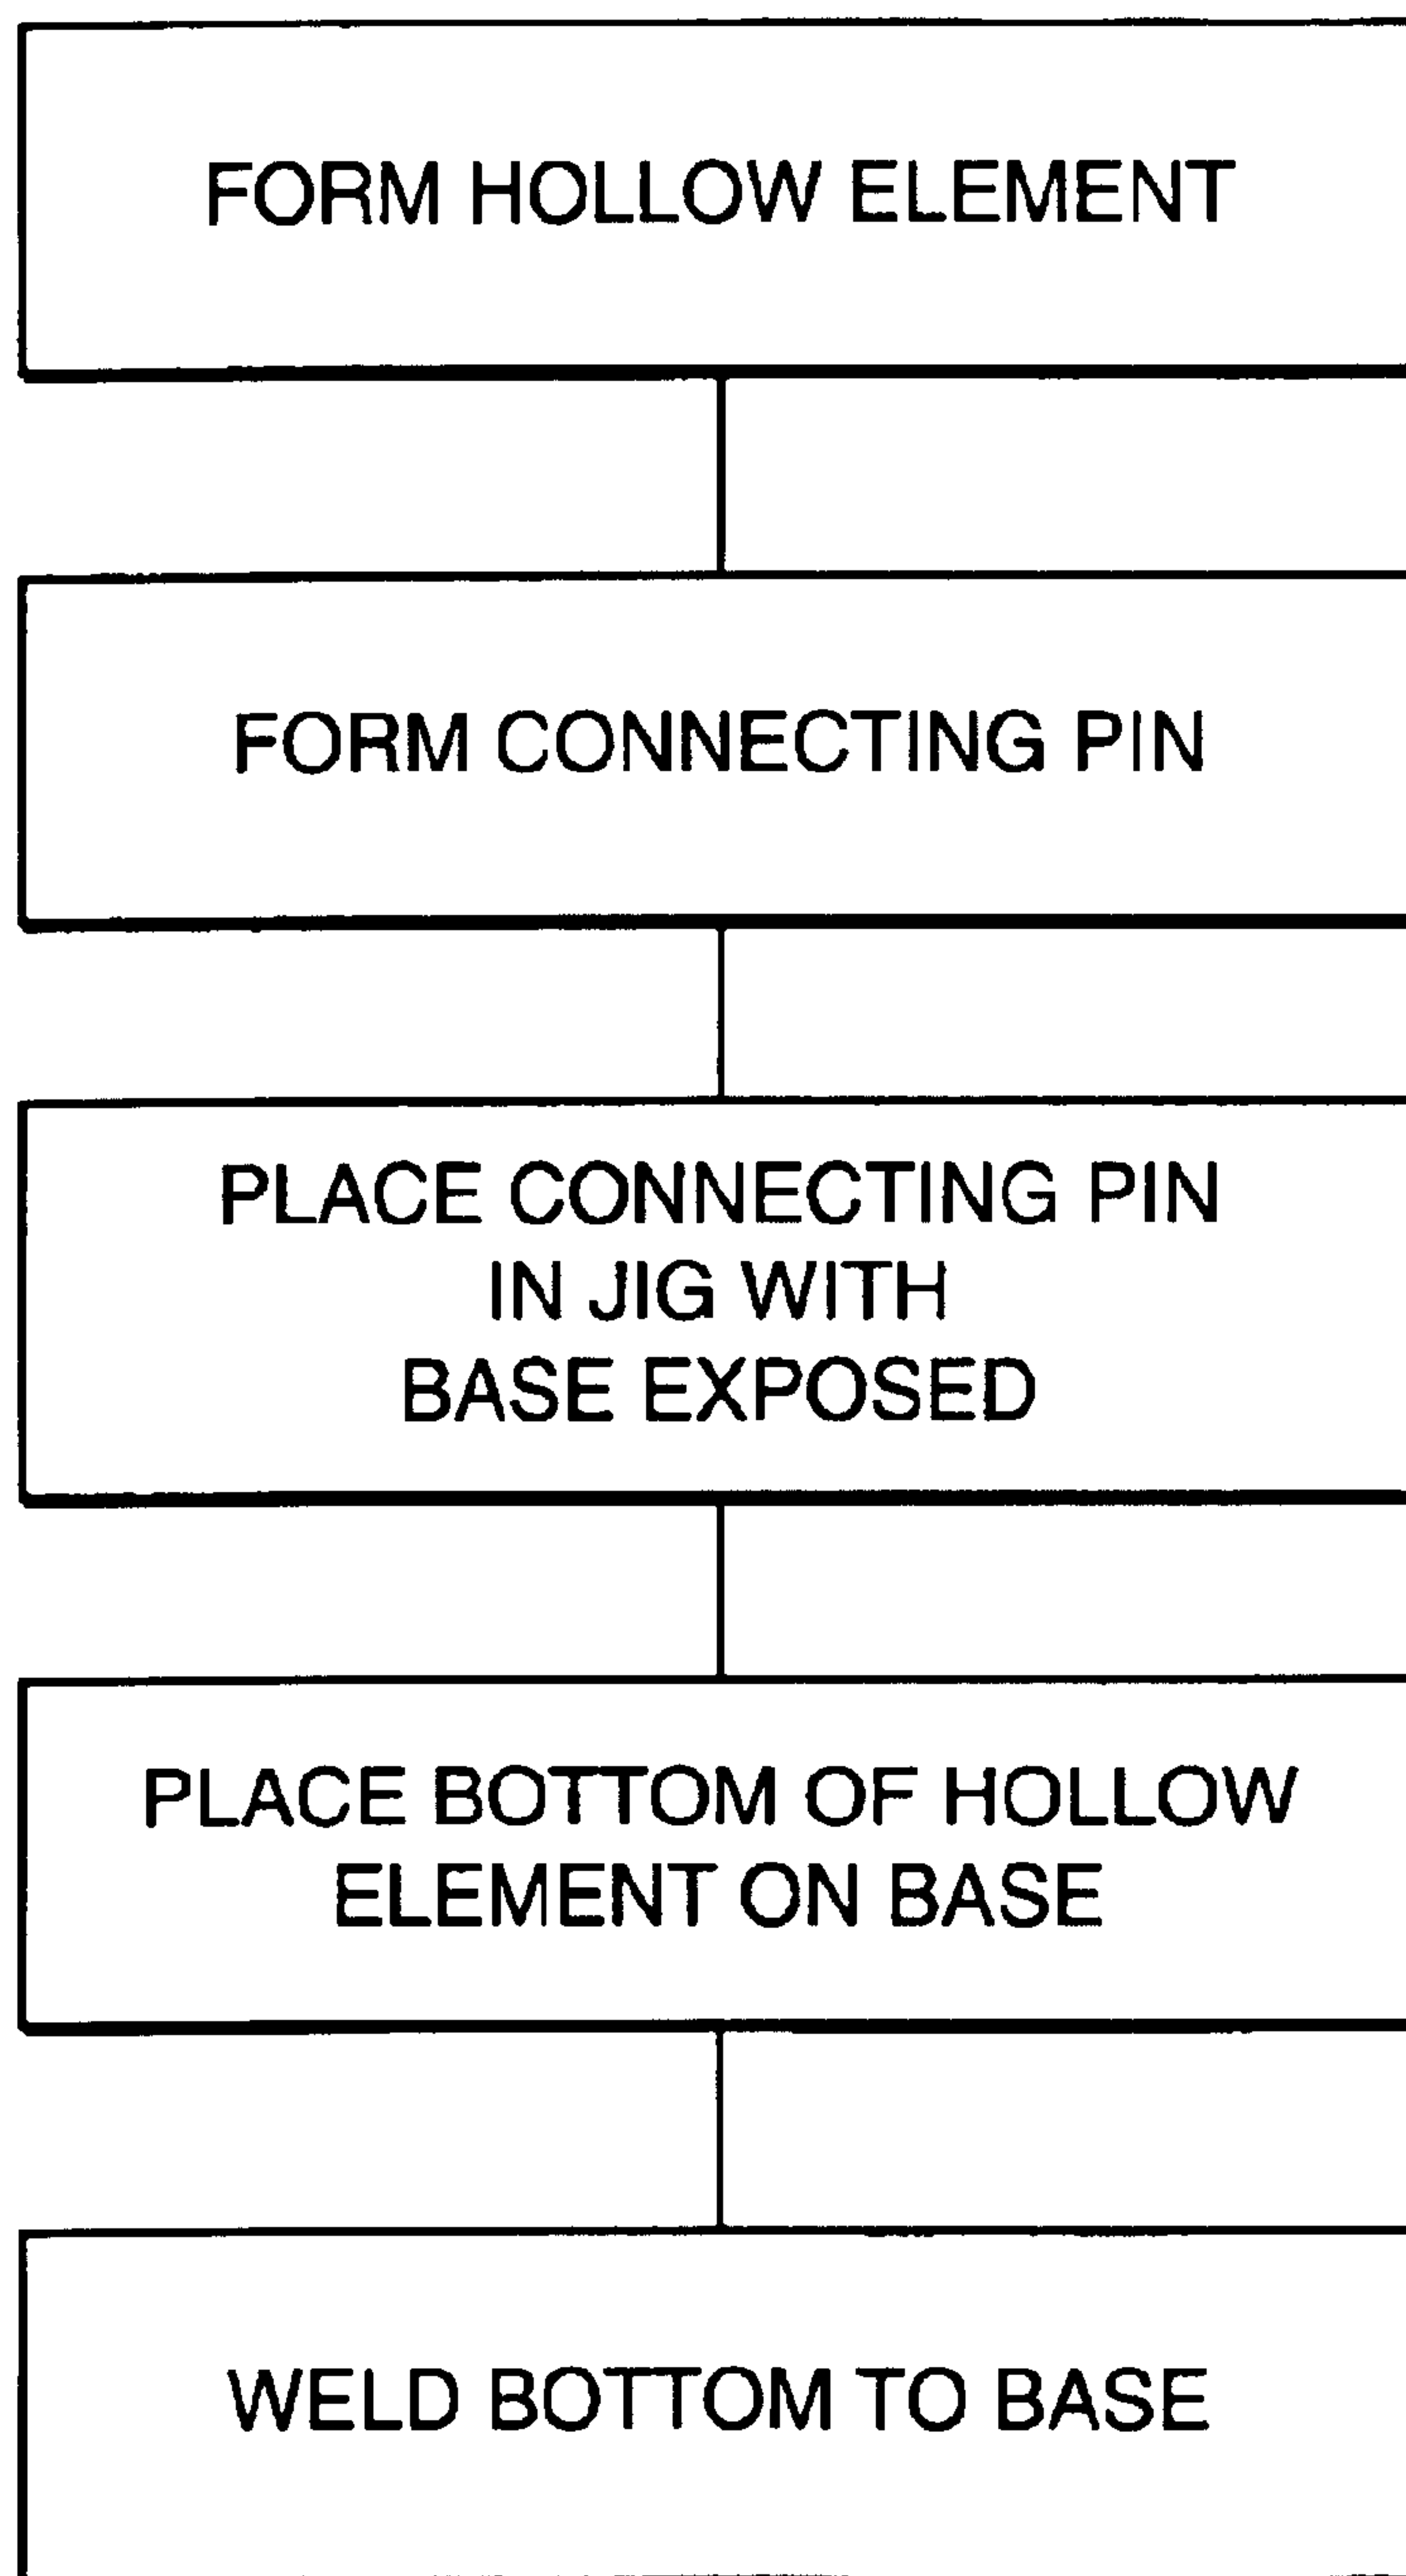 FORM HOLLOW ELEMENT
FORM CONNECTING PIN
PLACE CONNECTING PIN
IN JIG WITH
BASE EXPOSED
PLACE BOTTOM OF HOLLOW
ELEMENT ON BASE
WELD BOTTOM TO BASE